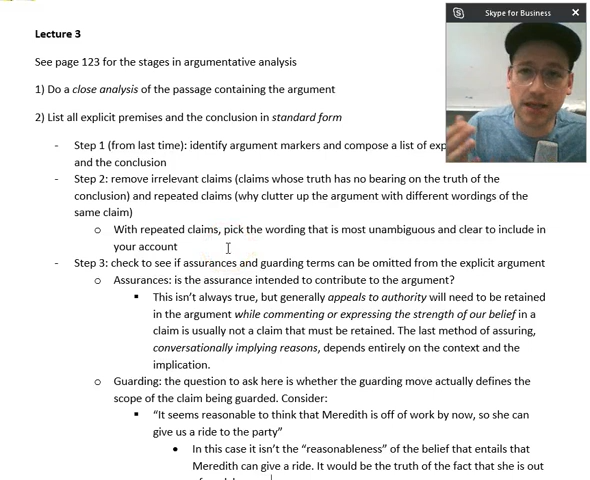 Skype for Business
Lecture 3
See page 123 for the stages in argumentative analysis
1) Do a close analysis of the passage containing the argument
2) List all explicit premises and the conclusion in standard form
- Step 1 (from last time): identify argument markers and compose a list of
and the conclusion
- Step 2: remove irrelevant claims (claims whose truth has no bearing on the truth of the
conclusion) and repeated claims (why clutter up the argument with different wordings of the
same claim)
o With repeated claims, pick the wording that is most unambiguous and clear to include in
your account
- Step 3: check to see if assurances and guarding terms can be omitted from the explicit argument
o Assurances: is the assurance intended to contribute to the argument?
▪ This isn't always true, but generally appeals to authority will need to be retained
in the argument while commenting or expressing the strength of our belief in a
claim is usually not a claim that must be retained. The last method of assuring,
conversationally implying reasons, depends entirely on the context and the
implication.
o Guarding: the question to ask here is whether the guarding move actually defines the
scope of the claim being guarded. Consider:
▪ "It seems reasonable to think that Meredith is off of work by now, so she can
give us a ride to the party"
• In this case it isn't the "reasonableness" of the belief that entails that
Meredith can give a ride. It would be the truth of the fact that she is out